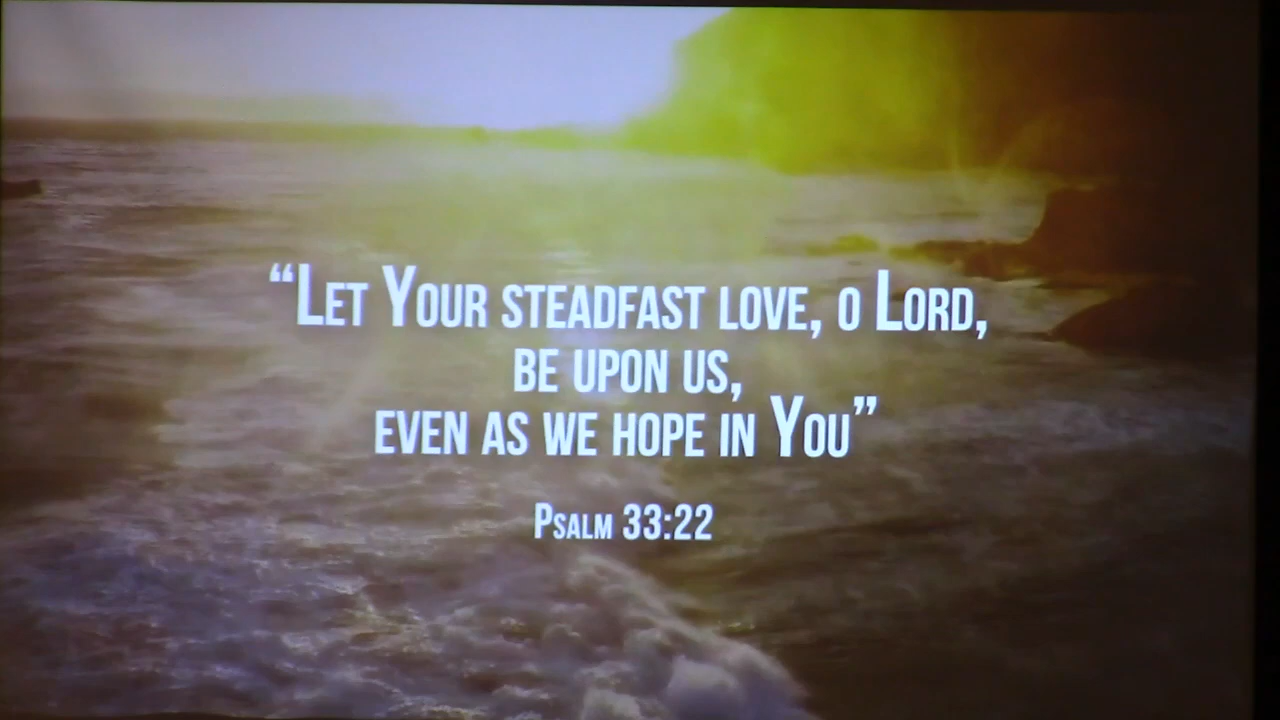 “Let Your steadfast love, o Lord,
be upon us,
even as we hope in You”
Psalm 33:22